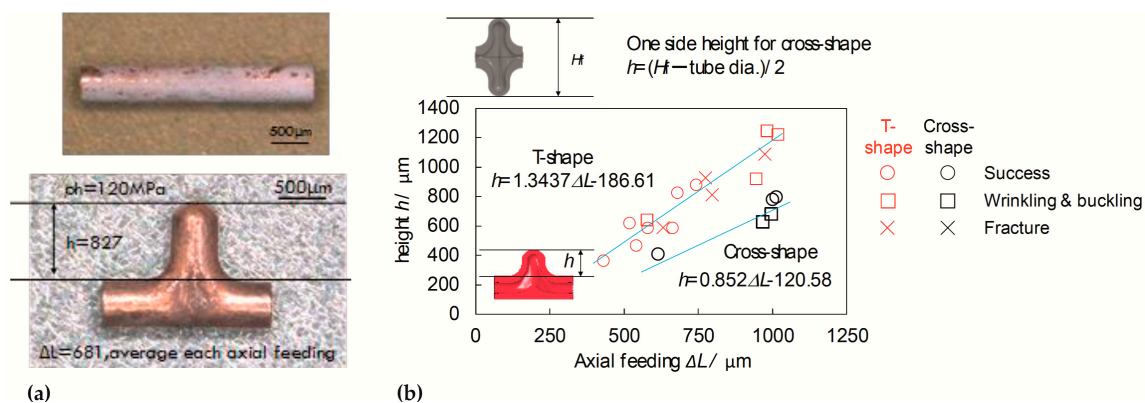 500μm
ph=120MPa
500μm
h=827
ΔL=681,average each axial feeding
(a)
Hf
One side height for cross-shape
h=(Hf−tube dia.)/ 2
1400
1200
1000
800
600
400
200
0
height h/ μm
0
250
500
750
1000
1250
Axial feeding ΔL/ μm
T-shape
h=1.3437ΔL-186.61
h
Cross-shape
h=0.852ΔL-120.58
T-
shape
Cross-
shape
Success
Wrinkling & buckling
Fracture
(b)